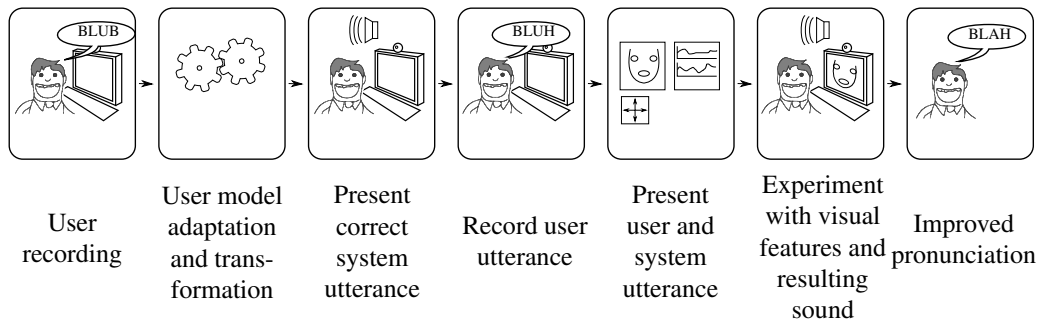 BLUB
BLUH
BLAH
User
recording
User model
adaptation
and trans-
formation
Present
correct
system
utterance
Record user
utterance
Present
user and
system
utterance
Experiment
with visual
features and
resulting
sound
Improved
pronunciation